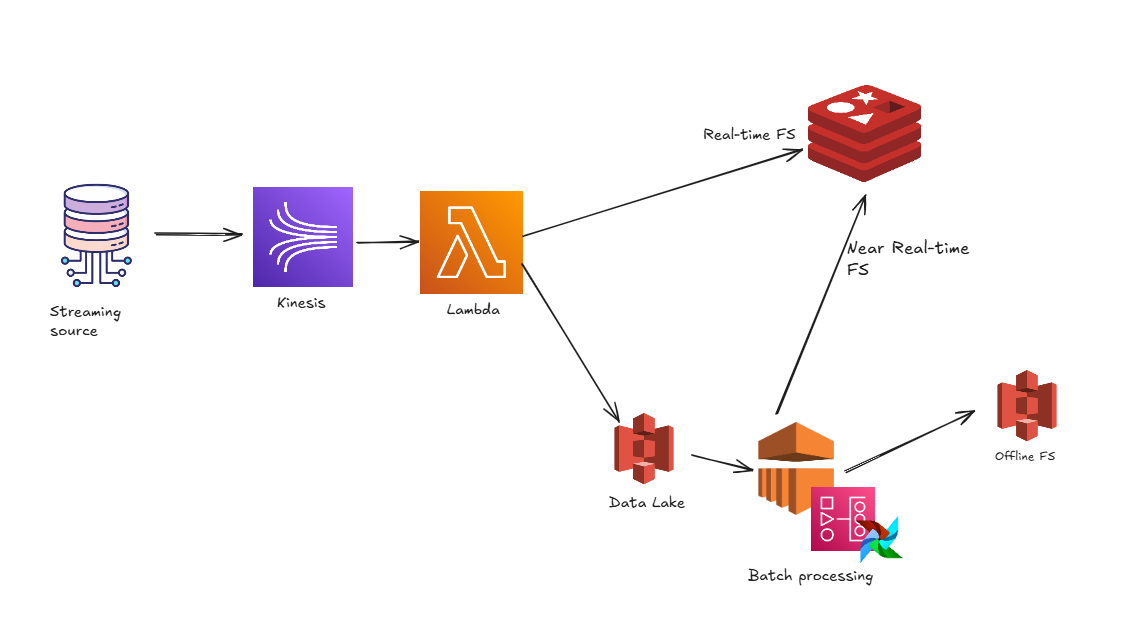 Real-time FS
Near Real-time
FS
Streaming
source
Kinesis
Lambda
Data Lake
Offline FS
Batch processing